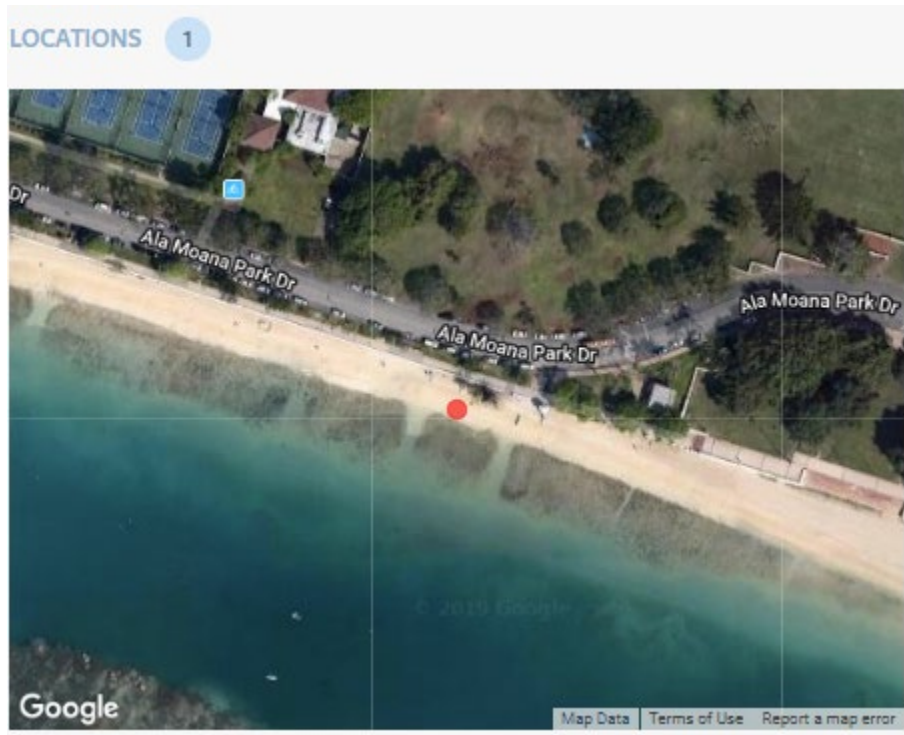 LOCATIONS 1
Dr
Ala Moana Park Dr
Ala Moana Park Dr
Ala Moana Park Dr
© 2019 Google
Google
Map Data Terms of Use Report a map error